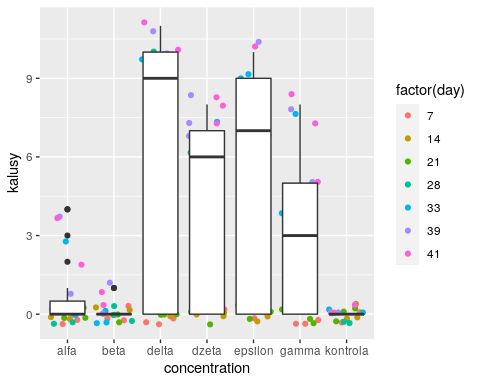 kalusy
9
6
3
0
alfa beta delta dzeta epsilon gamma kontrola
concentration
factor(day)
7
14
21
28
33
39
41